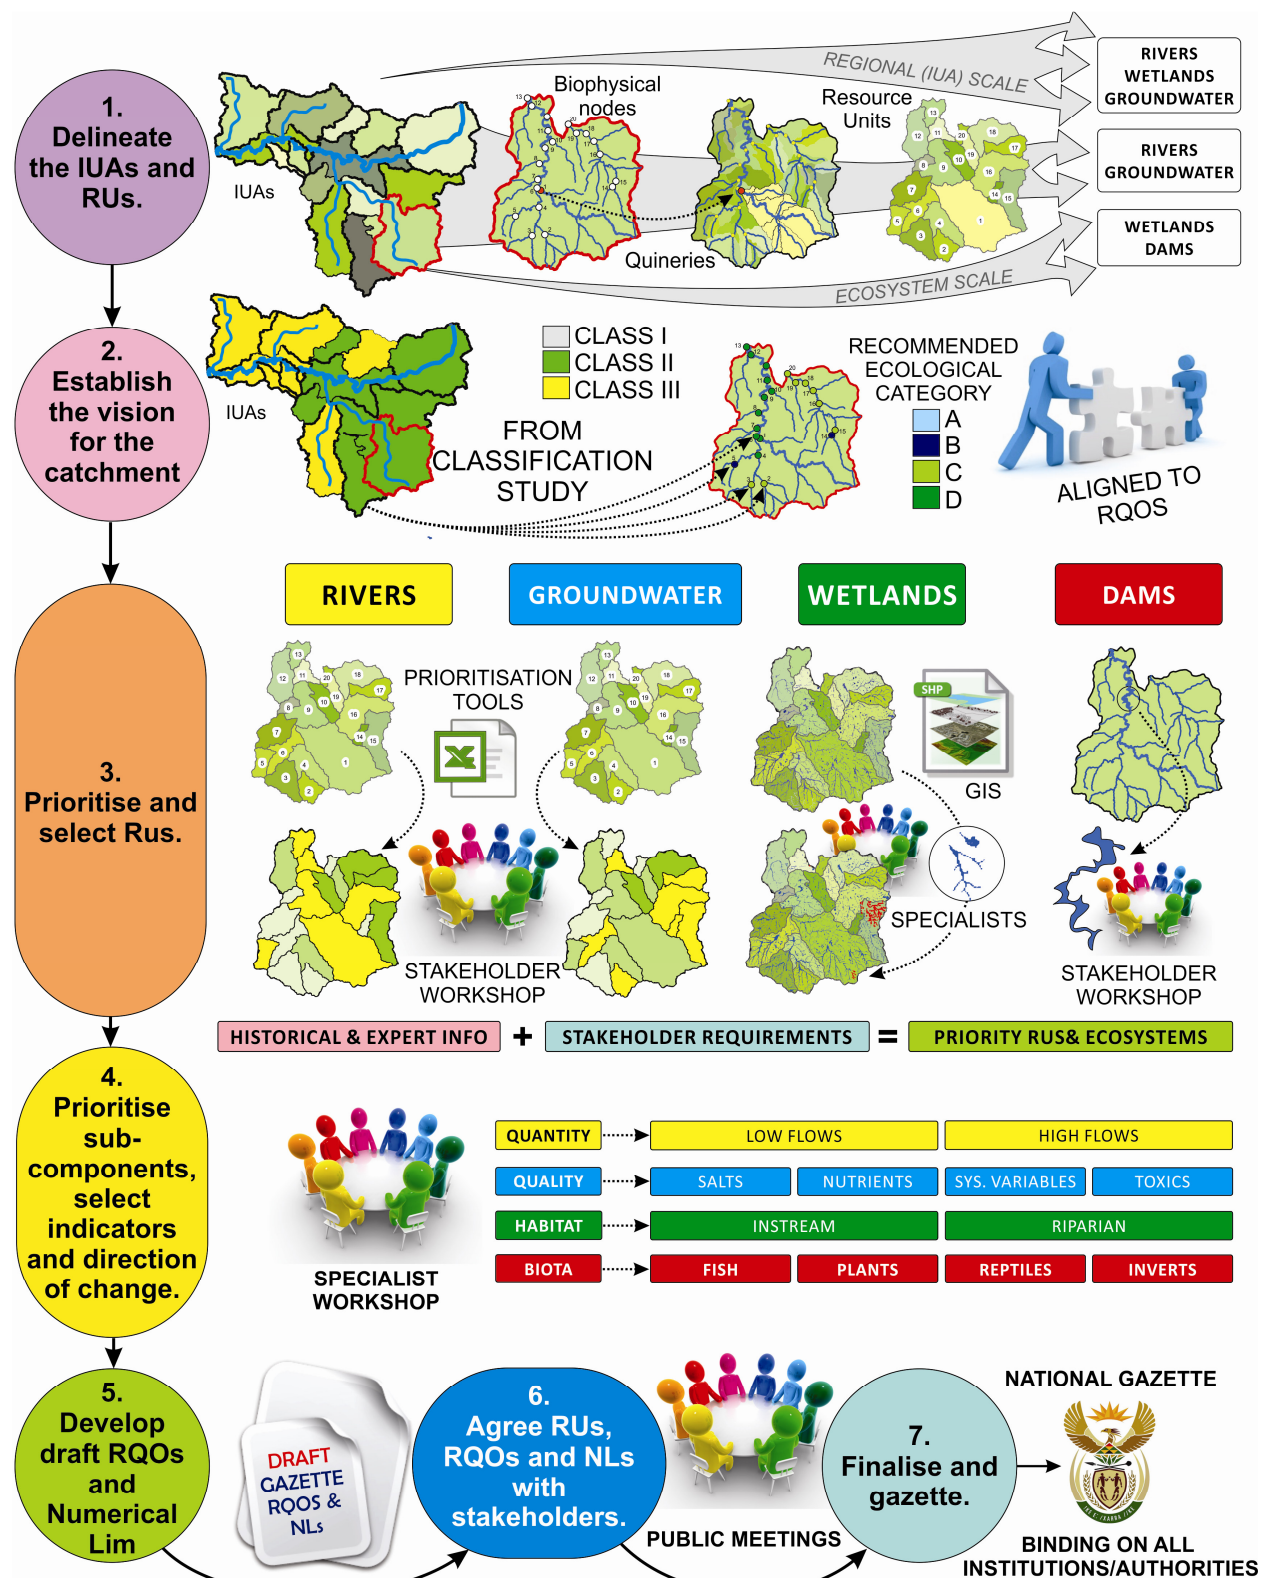 1.
Delineate
the IUAs and
RUs.
IUAs
Biophysical
nodes
Quineries
Resource
Units
REGIONAL (IUA) SCALE
ECOSYSTEM SCALE
RIVERS
WETLANDS
GROUNDWATER
RIVERS
GROUNDWATER
WETLANDS
DAMS
2.
Establish
the vision
for the
catchment
IUAs
CLASS I
CLASS II
CLASS III
FROM
CLASSIFICATION
STUDY
RECOMMENDED
ECOLOGICAL
CATEGORY
A
B
C
D
ALIGNED TO
RQOS
3.
Prioritise and
select Rus.
RIVERS
GROUNDWATER
WETLANDS
DAMS
PRIORITISATION
TOOLS
SHP
GIS
SPECIALISTS
STAKEHOLDER
WORKSHOP
STAKEHOLDER
WORKSHOP
HISTORICAL & EXPERT INFO + STAKEHOLDER REQUIREMENTS = PRIORITY RUS& ECOSYSTEMS
4.
Prioritise
sub-
components,
select
indicators
and direction
of change.
SPECIALIST
WORKSHOP
QUANTITY LOW FLOWS HIGH FLOWS
QUALITY SALTS NUTRIENTS SYS. VARIABLES TOXICS
HABITAT INSTREAM RIPARIAN
BIOTA FISH PLANTS REPTILES INVERTS
5.
Develop
draft RQOs
and
Numerical
Lim
DRAFT
GAZETTE
RQOS &
NLs
6.
Agree RUs,
RQOs and NLs
with
stakeholders.
PUBLIC MEETINGS
7.
Finalise and
gazette.
NATIONAL GAZETTE
BINDING ON ALL
INSTITUTIONS/AUTHORITIES